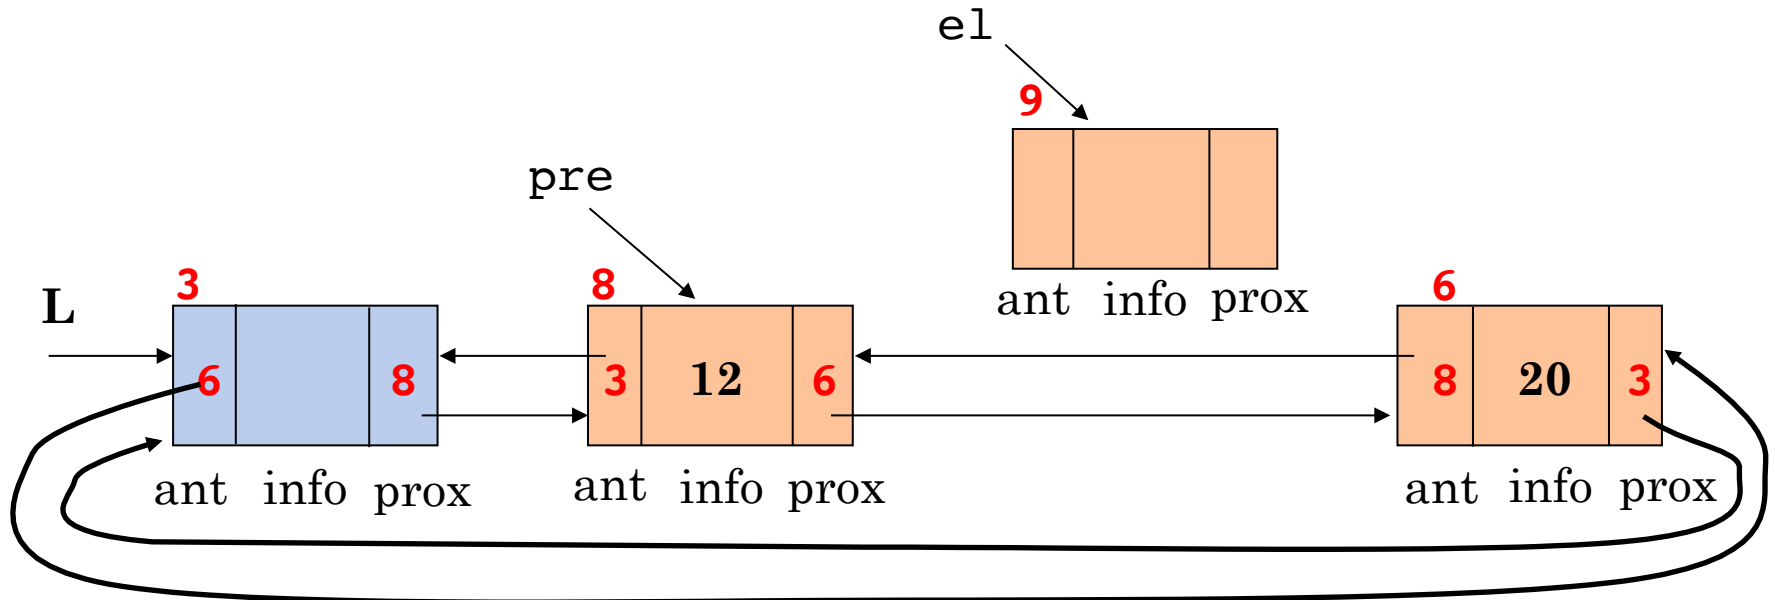 el
9
pre
ant info prox
L
3
8
6
6 8
3 12 6
8 20 3
ant info prox
ant info prox
ant info prox